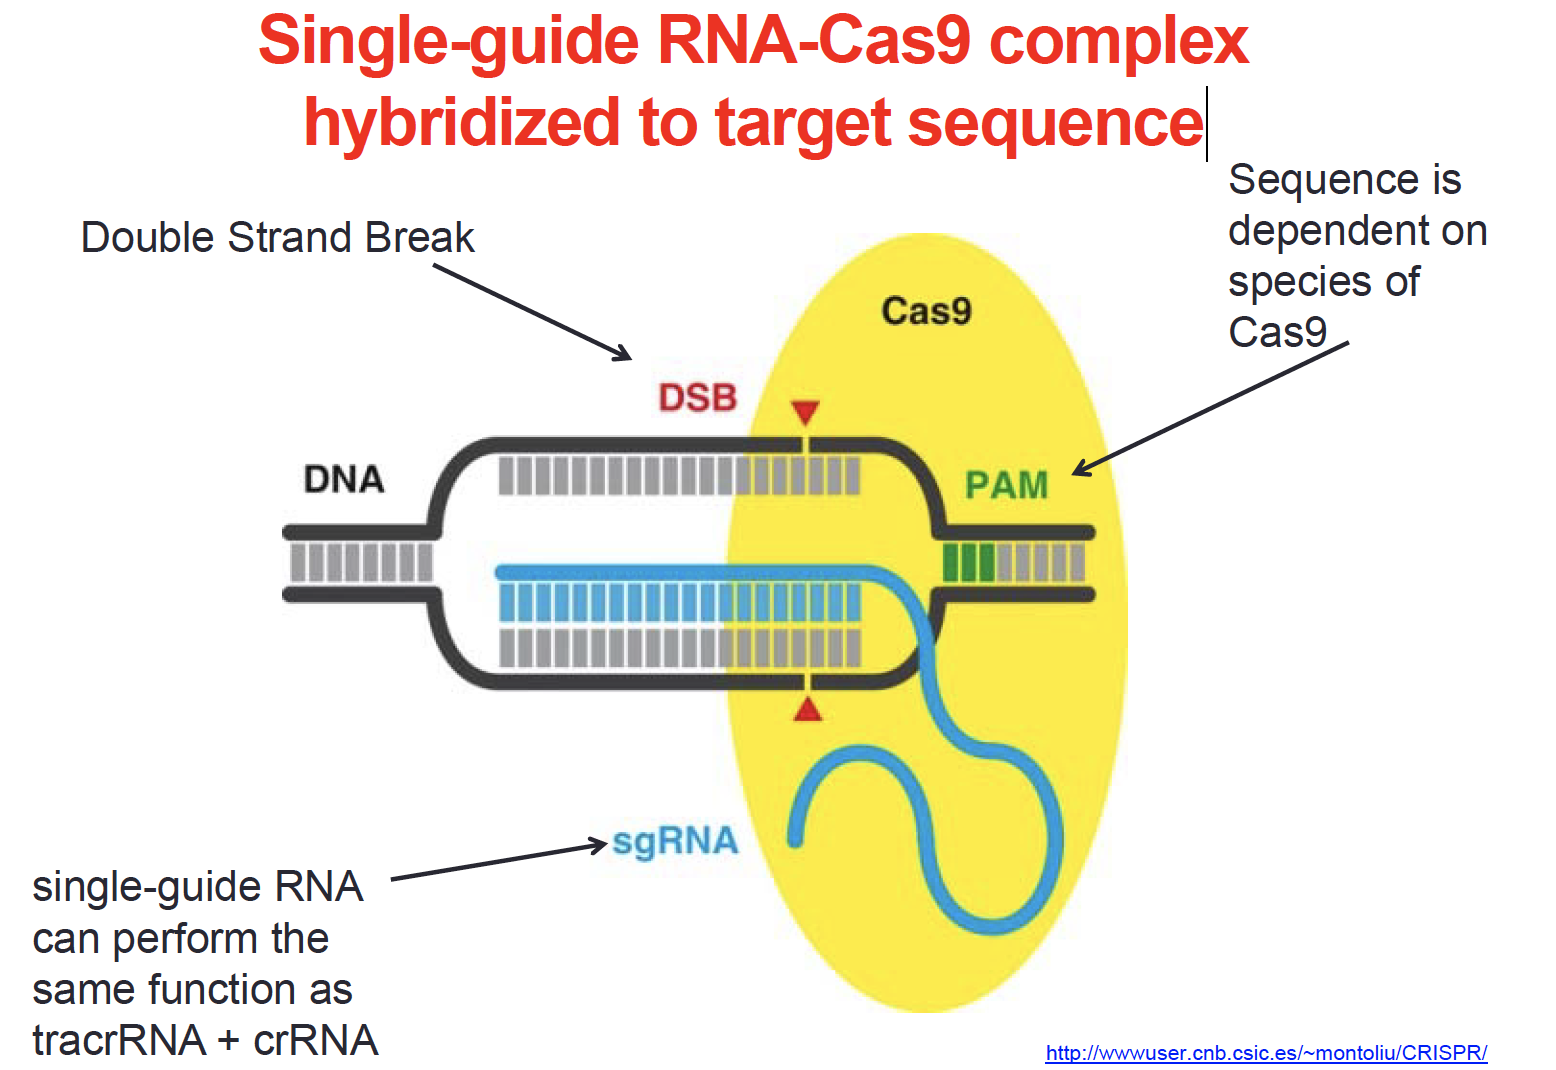 Single-guide RNA-Cas9 complex
hybridized to target sequence
Sequence is
dependent on
species of
Cas9
Double Strand Break
Cas9
DSB
DNA
PAM
sgRNA
single-guide RNA
can perform the
same function as
tracrRNA + crRNA
http://wwwuser.cnb.csic.es/~montoliu/CRISPR/